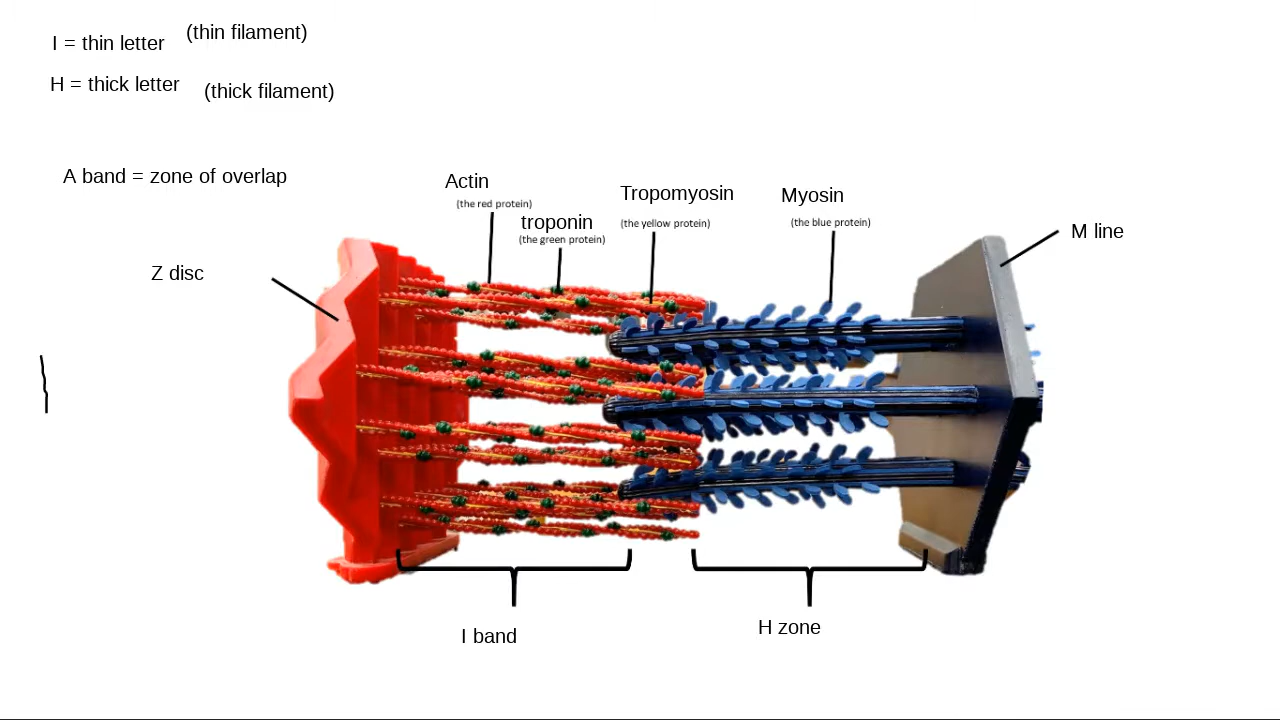 I = thin letter (thin filament)
H = thick letter (thick filament)
A band = zone of overlap
Actin
(the red protein)
troponin
(the green protein)
Tropomyosin
(the yellow protein)
Myosin
(the blue protein)
M line
Z disc
I band
H zone